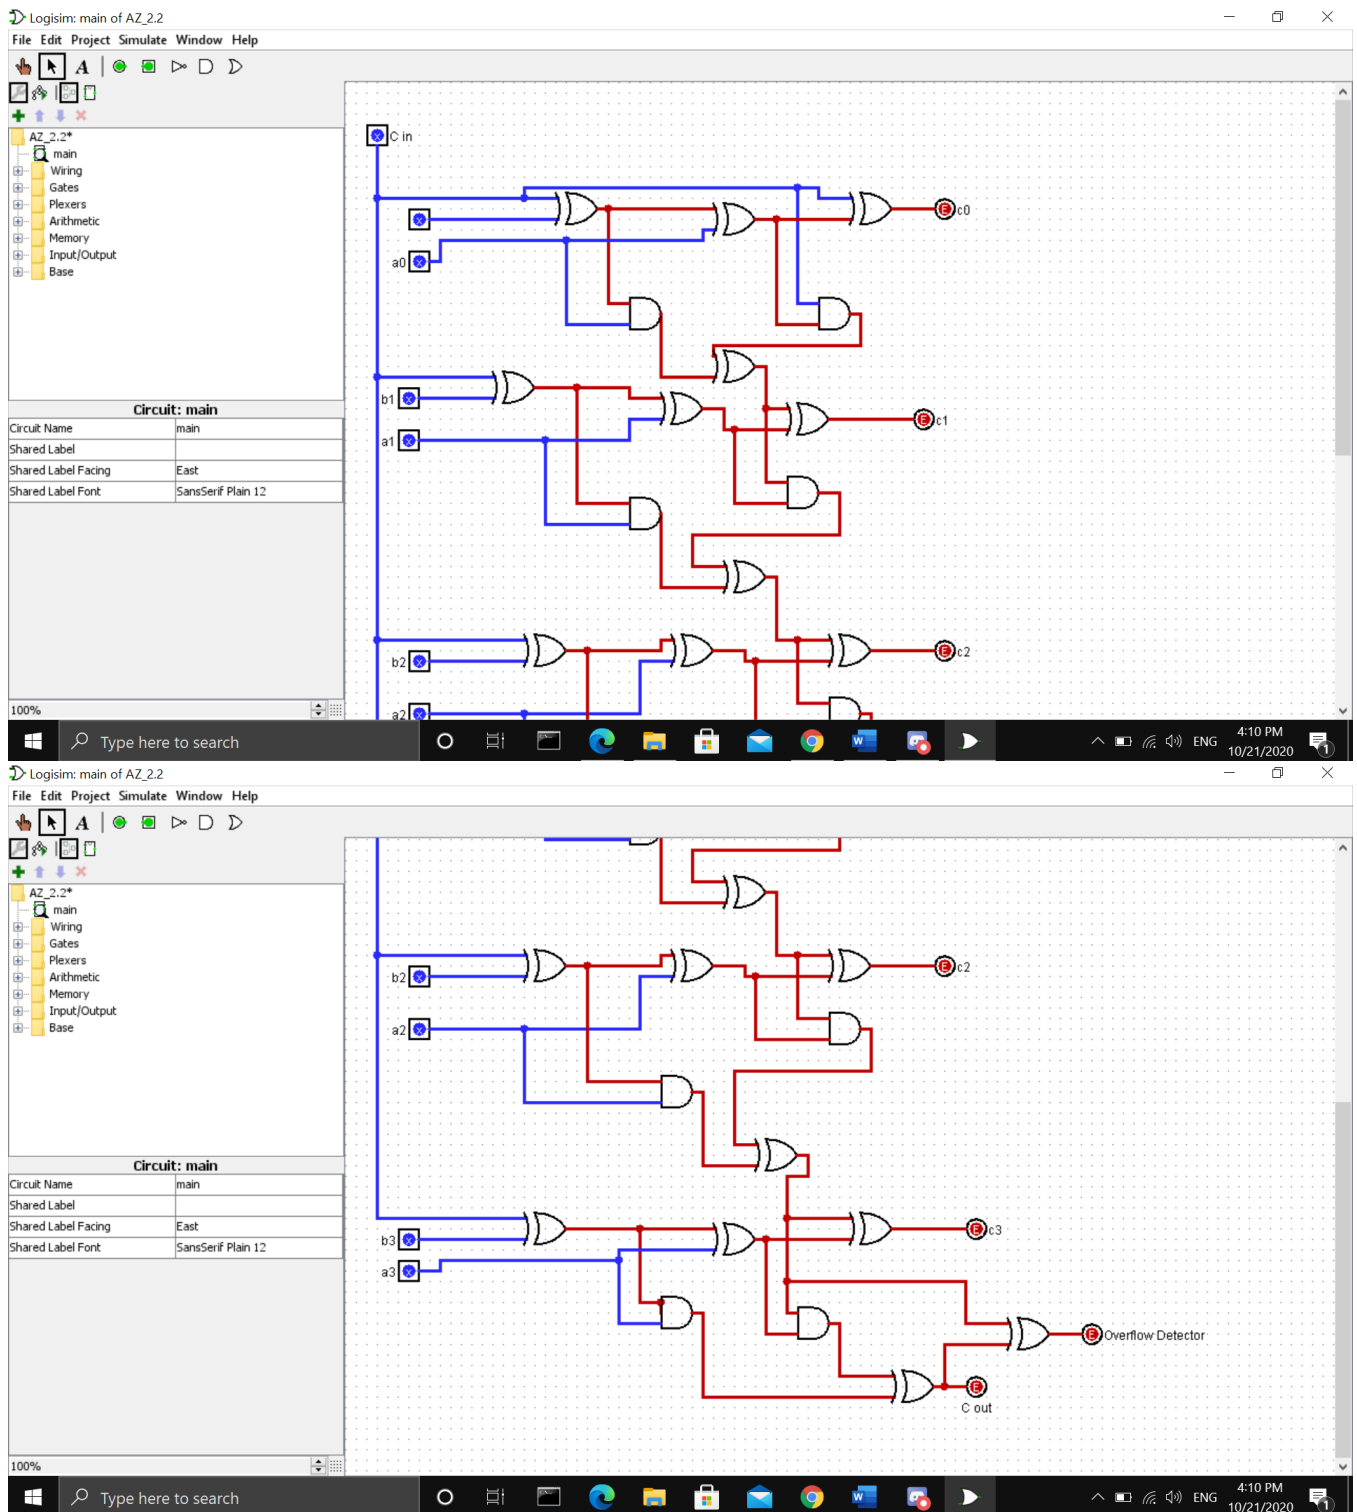 Logisim: main of AZ_2.2
File Edit Project Simulate Window Help
A
AZ_2.2*
main
Wiring
Gates
Plexers
Arithmetic
Memory
Input/Output
Base
Circuit: main
Circuit Name main
Shared Label
Shared Label Facing East
Shared Label Font SansSerif Plain 12
100%
C in
x
x
a0 x
E c0
b1 x
a1 x
E c1
b2 x
a2 x
E c2
Type here to search
ENG
4:10 PM
10/21/2020
1
Logisim: main of AZ_2.2
File Edit Project Simulate Window Help
A
AZ_2.2*
main
Wiring
Gates
Plexers
Arithmetic
Memory
Input/Output
Base
Circuit: main
Circuit Name main
Shared Label
Shared Label Facing East
Shared Label Font SansSerif Plain 12
100%
b2 x
a2 x
E c2
b3 x
a3 x
E c3
E Overflow Detector
E
C out
Type here to search
ENG
4:10 PM
10/21/2020
1